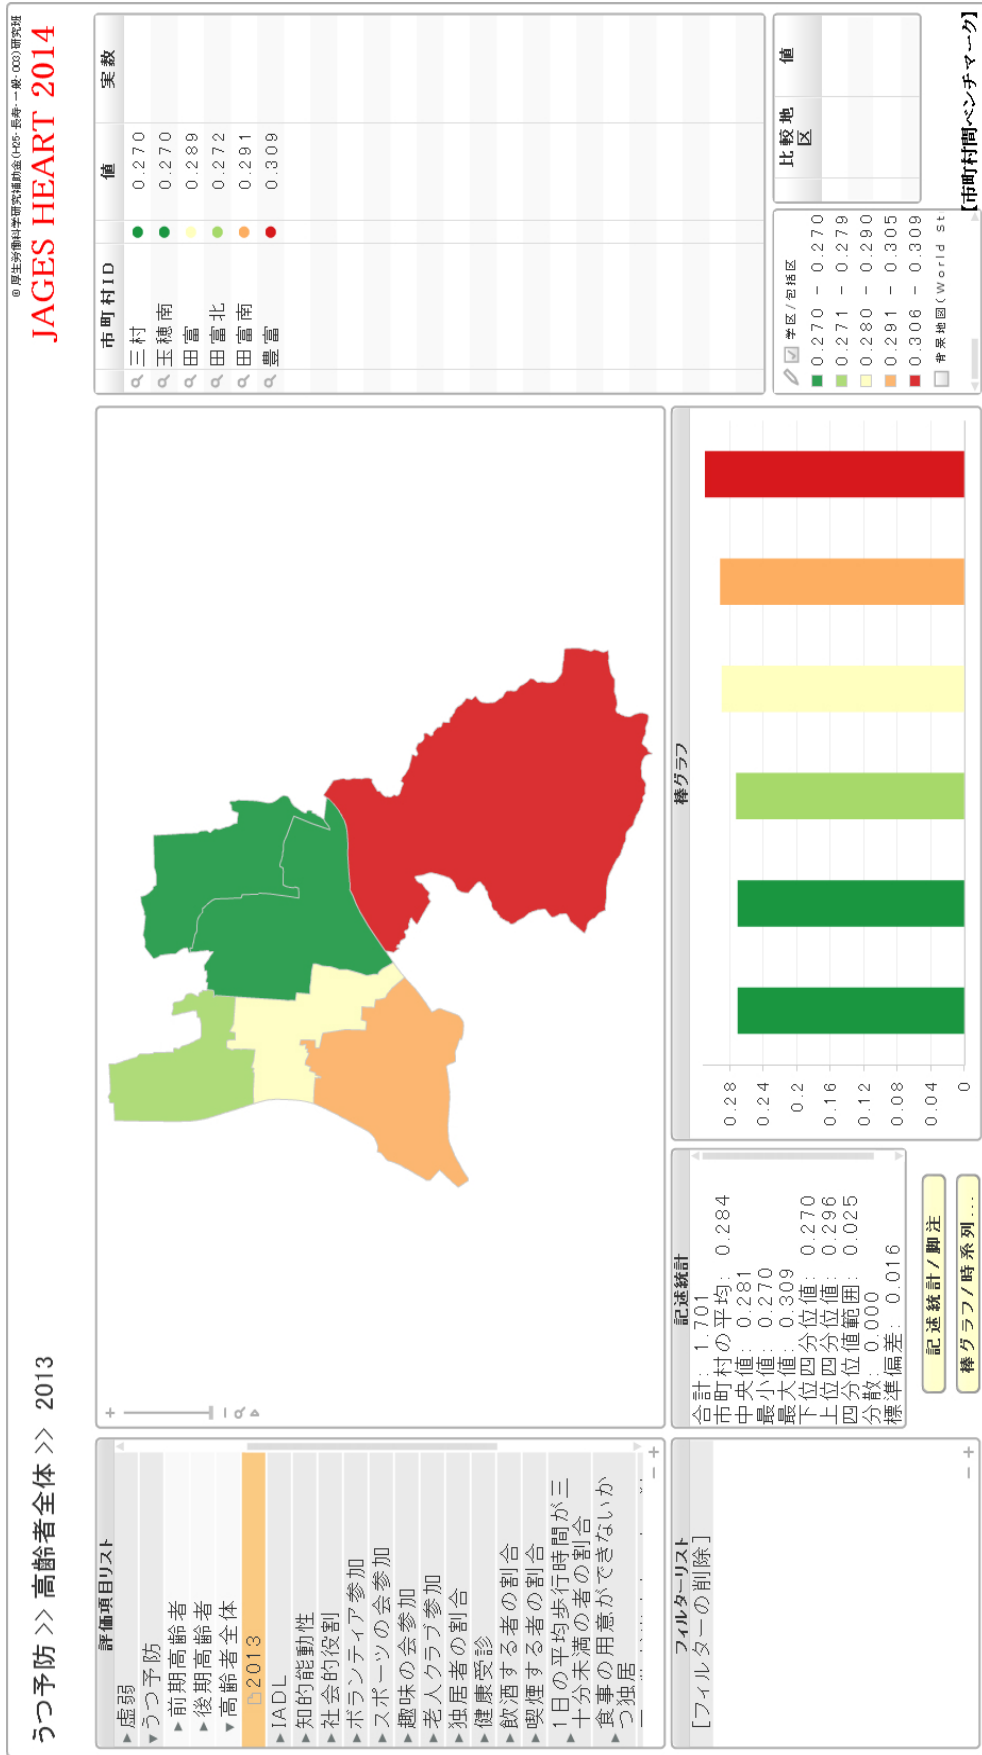 うつ予防 >> 高齢者全体 >> 2013
© 厚生労働科学研究補助金(H25-長寿-一般-003)研究班
JAGES HEART 2014
評価項目リスト
虚弱
うつ予防
前期高齢者
後期高齢者
高齢者全体
2013
IADL
知的能動性
社会的役割
ボランティア参加
スポーツの会参加
趣味の会参加
老人クラブ参加
独居者の割合
健康受診
飲酒する者の割合
喫煙する者の割合
1日の平均歩行時間が三
十分未満の者の割合
食事の用意ができないか
つ独居
フィルターリスト
[フィルターの削除]
記述統計
合計: 1.701
市町村の平均: 0.284
中央値: 0.281
最小値: 0.270
最大値: 0.309
下位四分位値: 0.270
上位四分位値: 0.296
四分位値範囲: 0.025
分散: 0.000
標準偏差: 0.016
記述統計/脚注
棒グラフ/時系列...
棒グラフ
0.28
0.24
0.2
0.16
0.12
0.08
0.04
0
市町村ID 値 実数
三村 0.270
玉穂南 0.270
田富 0.289
田富北 0.272
田富南 0.291
豊富 0.309
学区/包括区
0.270 - 0.270
0.271 - 0.279
0.280 - 0.290
0.291 - 0.305
0.306 - 0.309
背景地図(World St
比較地区 値
【市町村間ベンチマーク】